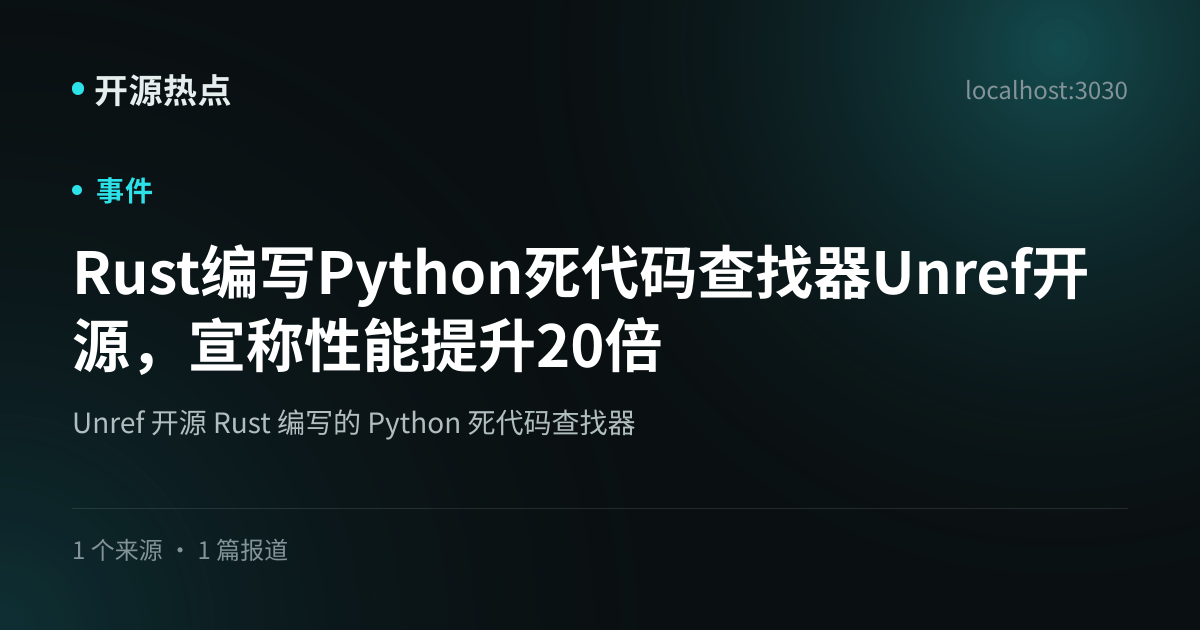 开源热点
localhost:3030
事件
Rust编写Python死代码查找器Unref开
源，宣称性能提升20倍
Unref 开源 Rust 编写的 Python 死代码查找器
1 个来源 · 1 篇报道